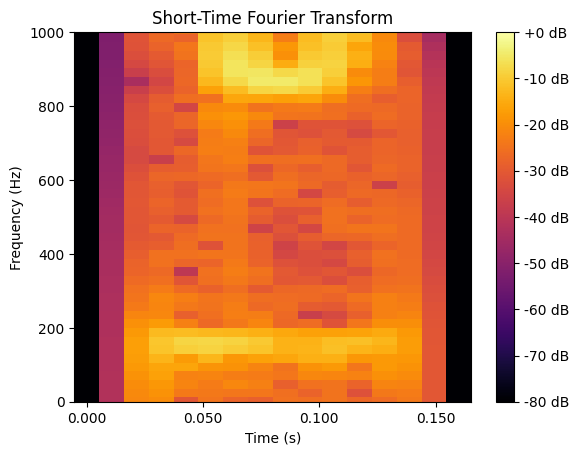 Short-Time Fourier Transform
1000
800
600
400
200
0
Frequency (Hz)
0.000
0.050
0.100
0.150
Time (s)
+0 dB
-10 dB
-20 dB
-30 dB
-40 dB
-50 dB
-60 dB
-70 dB
-80 dB